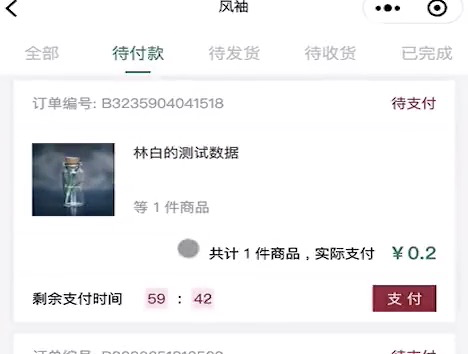 风袖
全部 待付款 待发货 待收货 已完成
订单编号: B3235904041518 待支付
林白的测试数据
等 1 件商品
共计 1 件商品，实际支付 ￥0.2
剩余支付时间 59 : 42 支 付